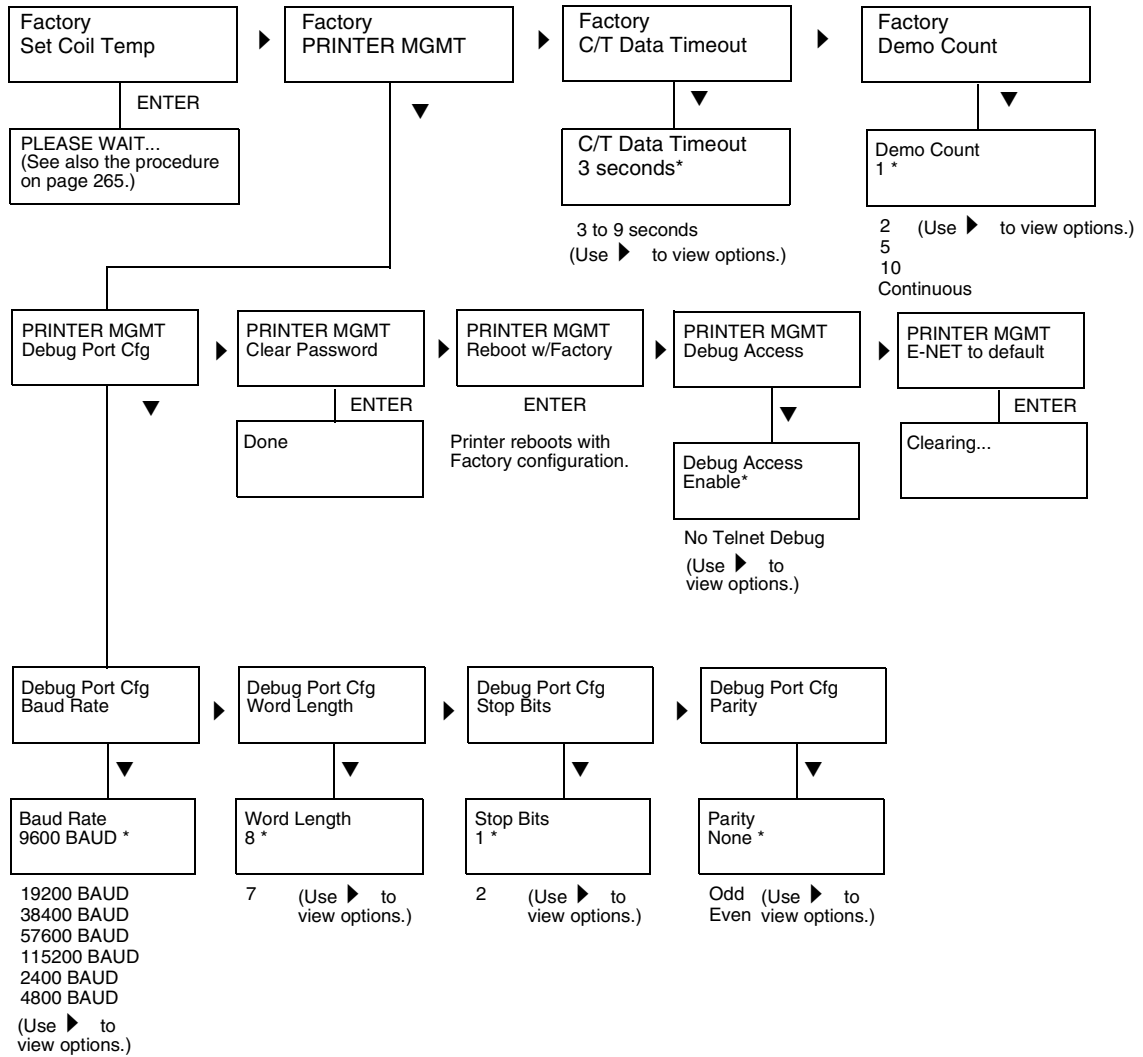 Factory
Set Coil Temp
Factory
PRINTER MGMT
Factory
C/T Data Timeout
Factory
Demo Count
ENTER
PLEASE WAIT...
(See also the procedure
on page 265.)
C/T Data Timeout
3 seconds*
3 to 9 seconds
(Use ▶ to view options.)
Demo Count
1 *
2 (Use ▶ to view options.)
5
10
Continuous
PRINTER MGMT
Debug Port Cfg
PRINTER MGMT
Clear Password
PRINTER MGMT
Reboot w/Factory
PRINTER MGMT
Debug Access
PRINTER MGMT
E-NET to default
ENTER
Done
ENTER
Printer reboots with
Factory configuration.
Debug Access
Enable*
No Telnet Debug
(Use ▶ to
view options.)
ENTER
Clearing...
Debug Port Cfg
Baud Rate
Debug Port Cfg
Word Length
Debug Port Cfg
Stop Bits
Debug Port Cfg
Parity
Baud Rate
9600 BAUD *
19200 BAUD
38400 BAUD
57600 BAUD
115200 BAUD
2400 BAUD
4800 BAUD
(Use ▶ to
view options.)
Word Length
8 *
7 (Use ▶ to
view options.)
Stop Bits
1 *
2 (Use ▶ to
view options.)
Parity
None *
Odd (Use ▶ to
Even view options.)